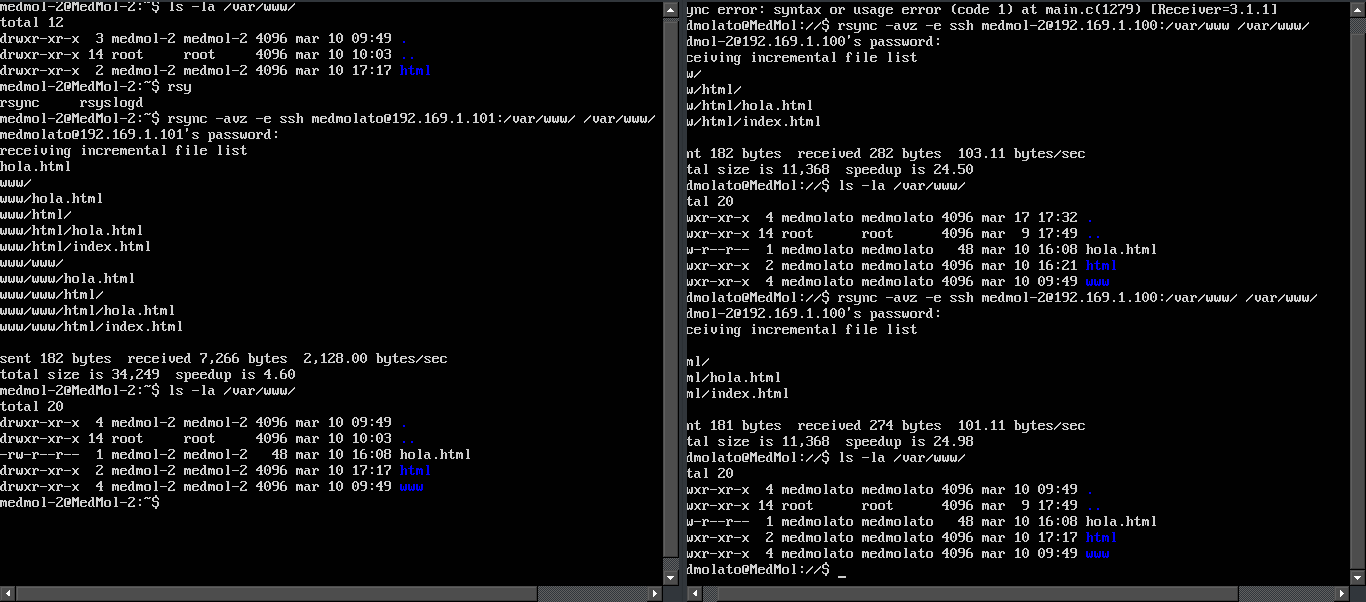 medmol-2@MedMol-2:~$ ls -la /var/www/
total 12
drwxr-xr-x  3 medmol-2 medmol-2 4096 mar 10 09:49 .
drwxr-xr-x 14 root     root     4096 mar 10 10:03 ..
drwxr-xr-x  2 medmol-2 medmol-2 4096 mar 10 17:17 html
medmol-2@MedMol-2:~$ rsy
rsync     rsyslogd
medmol-2@MedMol-2:~$ rsync -avz -e ssh medmolato@192.169.1.101:/var/www/ /var/www/
medmolato@192.169.1.101's password:
receiving incremental file list
hola.html
www/
www/hola.html
www/html/
www/html/hola.html
www/html/index.html
www/www/
www/www/hola.html
www/www/html/
www/www/html/hola.html
www/www/html/index.html
sent 182 bytes  received 7,266 bytes  2,128.00 bytes/sec
total size is 34,249  speedup is 4.60
medmol-2@MedMol-2:~$ ls -la /var/www/
total 20
drwxr-xr-x  4 medmol-2 medmol-2 4096 mar 10 09:49 .
drwxr-xr-x 14 root     root     4096 mar 10 10:03 ..
-rw-r--r--  1 medmol-2 medmol-2   48 mar 10 16:08 hola.html
drwxr-xr-x  2 medmol-2 medmol-2 4096 mar 10 17:17 html
drwxr-xr-x  4 medmol-2 medmol-2 4096 mar 10 09:49 www
medmol-2@MedMol-2:~$
ync error: syntax or usage error (code 1) at main.c(1279) [Receiver=3.1.1]
dmolato@MedMol://$ rsync -avz -e ssh medmol-2@192.169.1.100:/var/www /var/www/
dmol-2@192.169.1.100's password:
ceiving incremental file list
w/
w/html/
w/html/hola.html
w/html/index.html
nt 182 bytes  received 282 bytes  103.11 bytes/sec
tal size is 11,368  speedup is 24.50
dmolato@MedMol://$ ls -la /var/www/
tal 20
wxr-xr-x  4 medmolato medmolato 4096 mar 17 17:32 .
wxr-xr-x 14 root      root      4096 mar  9 17:49 ..
w-r--r--  1 medmolato medmolato   48 mar 10 16:08 hola.html
wxr-xr-x  2 medmolato medmolato 4096 mar 10 16:21 html
wxr-xr-x  4 medmolato medmolato 4096 mar 10 09:49 www
dmolato@MedMol://$ rsync -avz -e ssh medmol-2@192.169.1.100:/var/www/ /var/www/
dmol-2@192.169.1.100's password:
ceiving incremental file list
ml/
ml/hola.html
ml/index.html
nt 181 bytes  received 274 bytes  101.11 bytes/sec
tal size is 11,368  speedup is 24.98
dmolato@MedMol://$ ls -la /var/www/
tal 20
wxr-xr-x  4 medmolato medmolato 4096 mar 10 09:49 .
wxr-xr-x 14 root      root      4096 mar  9 17:49 ..
w-r--r--  1 medmolato medmolato   48 mar 10 16:08 hola.html
wxr-xr-x  2 medmolato medmolato 4096 mar 10 17:17 html
wxr-xr-x  4 medmolato medmolato 4096 mar 10 09:49 www
dmolato@MedMol://$ _